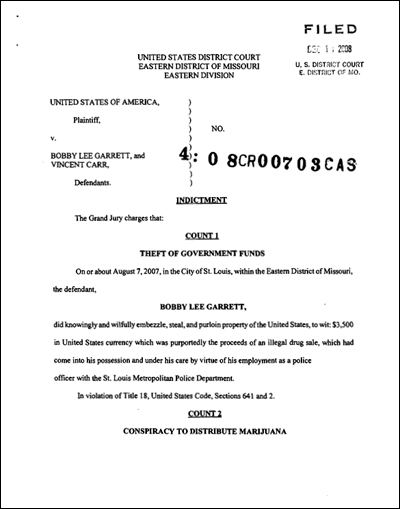 FILED
DEC 11 2008
U. S. DISTRICT COURT
E. DISTRICT OF MO.
UNITED STATES DISTRICT COURT
EASTERN DISTRICT OF MISSOURI
EASTERN DIVISION
UNITED STATES OF AMERICA, )
)
Plaintiff, )
) NO.
v. )
)
BOBBY LEE GARRETT, and ) 4:08CR00703CAS
VINCENT CARR, )
)
Defendants. )
INDICTMENT
The Grand Jury charges that:
COUNT 1
THEFT OF GOVERNMENT FUNDS
On or about August 7, 2007, in the City of St. Louis, within the Eastern District of Missouri,
the defendant,
BOBBY LEE GARRETT,
did knowingly and wilfully embezzle, steal, and purloin property of the United States, to wit: $3,500
in United States currency which was purportedly the proceeds of an illegal drug sale, which had
come into his possession and under his care by virtue of his employment as a police
officer with the St. Louis Metropolitan Police Department.
In violation of Title 18, United States Code, Sections 641 and 2.
COUNT 2
CONSPIRACY TO DISTRIBUTE MARIJUANA